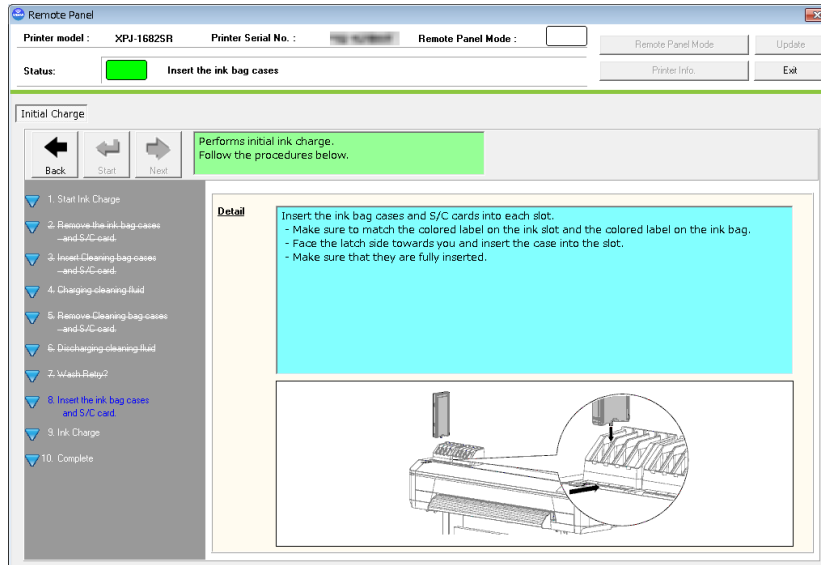 Remote Panel
Printer model : XPJ-1682SR Printer Serial No. : Remote Panel Mode :
Remote Panel Mode Update
Status: Insert the ink bag cases
Printer Info. Exit
Initial Charge
Back Start Next
Performs initial ink charge.
Follow the procedures below.
1. Start Ink Charge
2. Remove the ink bag cases
and S/C card.
3. Insert Cleaning bag cases
and S/C card.
4. Charging cleaning fluid
5. Remove Cleaning bag cases
and S/C card.
6. Discharging cleaning fluid
7. Wash Retry?
8. Insert the ink bag cases
and S/C card.
9. Ink Charge
10. Complete
Detail
Insert the ink bag cases and S/C cards into each slot.
- Make sure to match the colored label on the ink slot and the colored label on the ink bag.
- Face the latch side towards you and insert the case into the slot.
- Make sure that they are fully inserted.